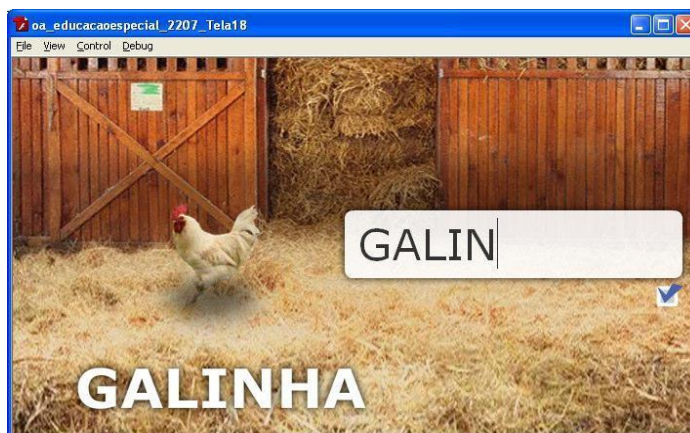 oa_educacaoespecial_2207_Tela18
File View Control Debug
GALIN
GALINHA